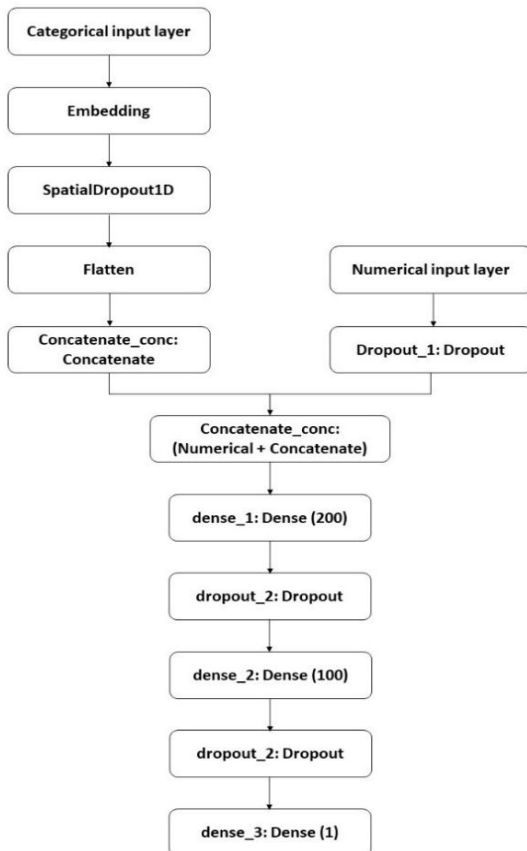 Categorical input layer
Embedding
SpatialDropout1D
Flatten
Numerical input layer
Concatenate_conc:
Concatenate
Dropout_1: Dropout
Concatenate_conc:
(Numerical + Concatenate)
dense_1: Dense (200)
dropout_2: Dropout
dense_2: Dense (100)
dropout_2: Dropout
dense_3: Dense (1)